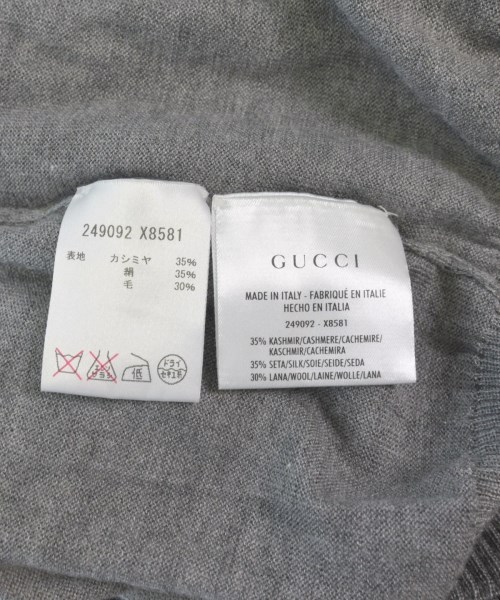 249092 X8581
表地 カシミヤ 35%
絹 35%
毛 30%
低
ドライ
セキユ系
GUCCI
MADE IN ITALY - FABRIQUÉ EN ITALIE
HECHO EN ITALIA
249092 - X8581
35% KASHMIR/CASHMERE/CACHEMIRE/
KASCHMIR/CACHEMIRA
35% SETA/SILK/SOIE/SEIDE/SEDA
30% LANA/WOOL/LAINE/WOLLE/LANA